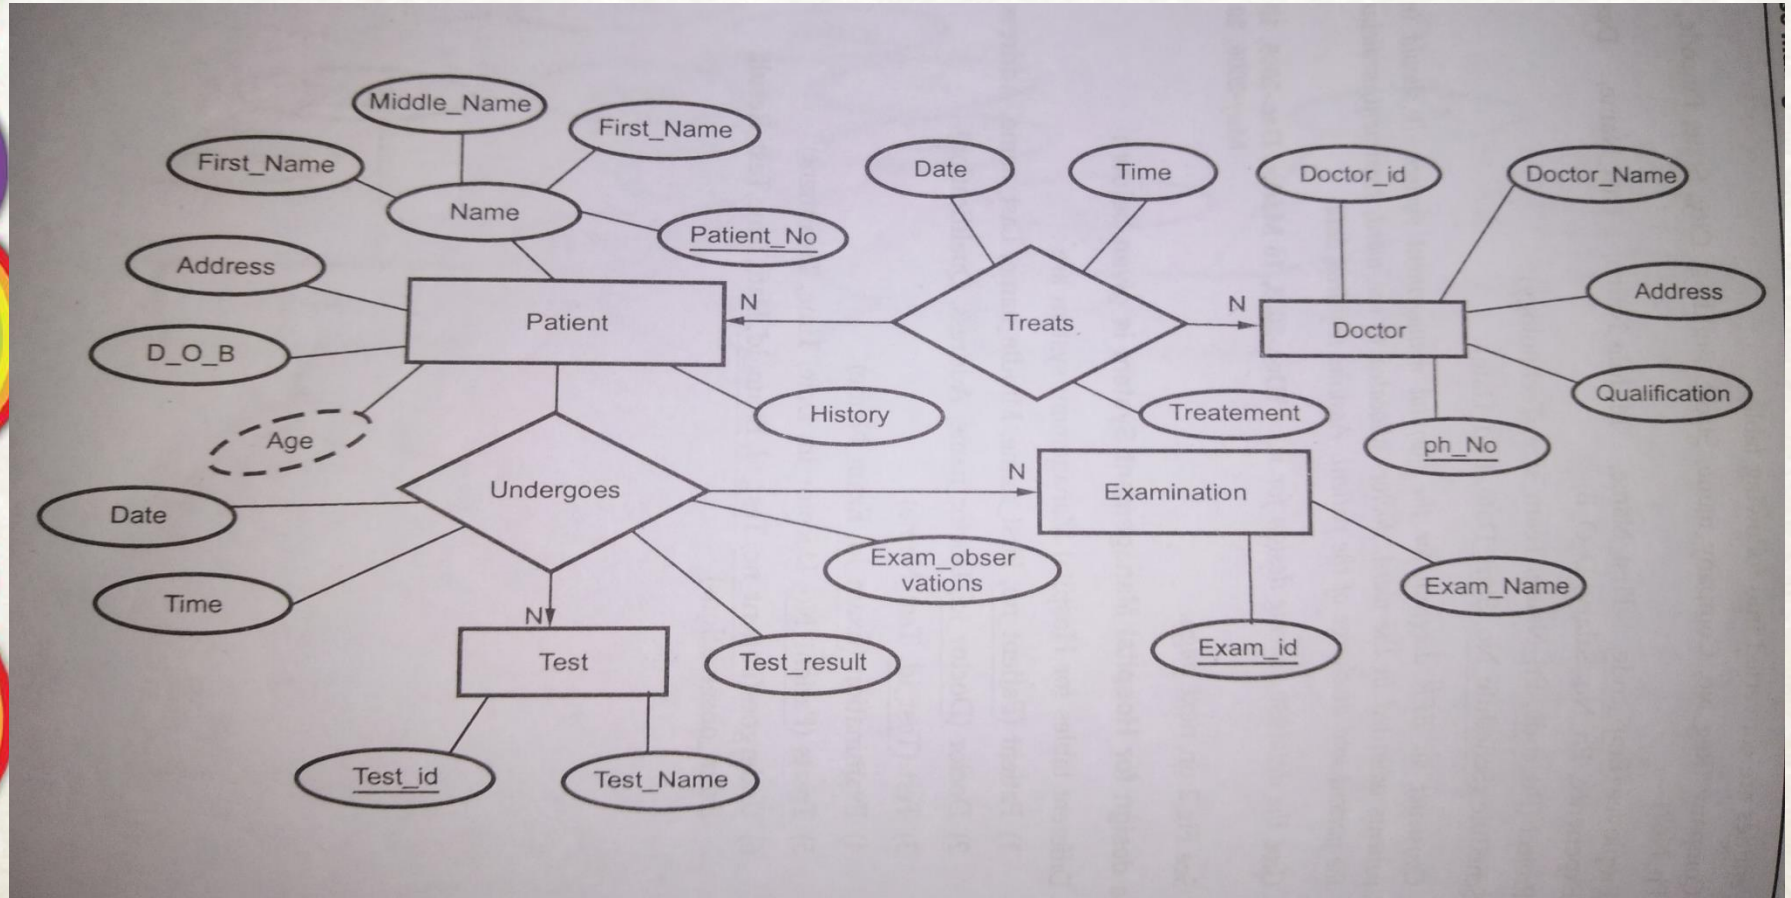 Middle_Name
First_Name
First_Name
Name
Patient_No
Address
D_O_B
Age
Patient
History
N
Date
Time
Treats
Treatement
N
Doctor_id
Doctor_Name
Doctor
Address
Qualification
ph_No
Date
Time
Undergoes
N
Examination
Exam_obser
vations
Exam_Name
Exam_id
N
Test
Test_result
Test_id
Test_Name